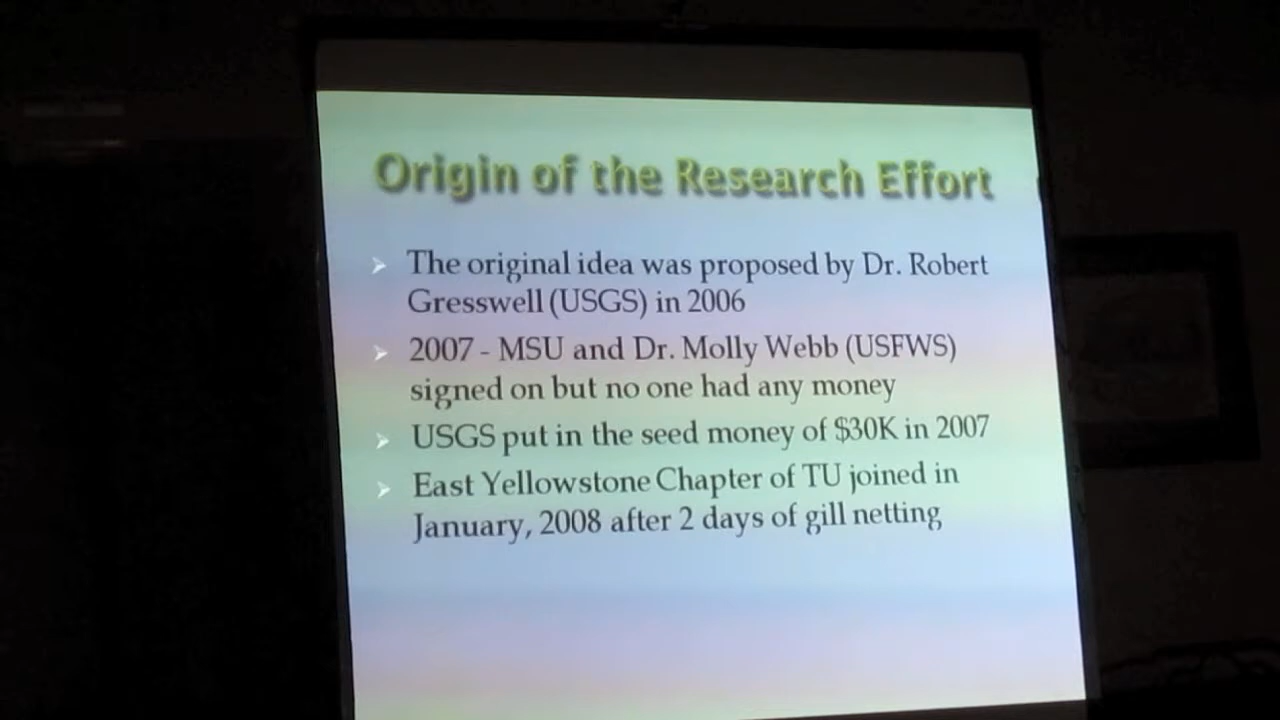 Origin of the Research Effort
The original idea was proposed by Dr. Robert
Gresswell (USGS) in 2006
2007 - MSU and Dr. Molly Webb (USFWS)
signed on but no one had any money
USGS put in the seed money of $30K in 2007
East Yellowstone Chapter of TU joined in
January, 2008 after 2 days of gill netting